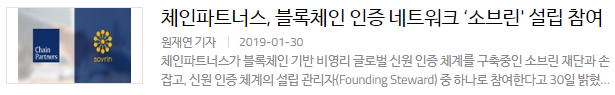 Chain
Partners
sovrin
체인파트너스, 블록체인 인증 네트워크 ‘소브린’ 설립 참여
원재연 기자 | 2019-01-30
체인파트너스가 블록체인 기반 비영리 글로벌 신원 인증 체계를 구축중인 소브린 재단과 손
잡고, 신원 인증 체계의 설립 관리자(Founding Steward) 중 하나로 참여한다고 30일 밝혔...